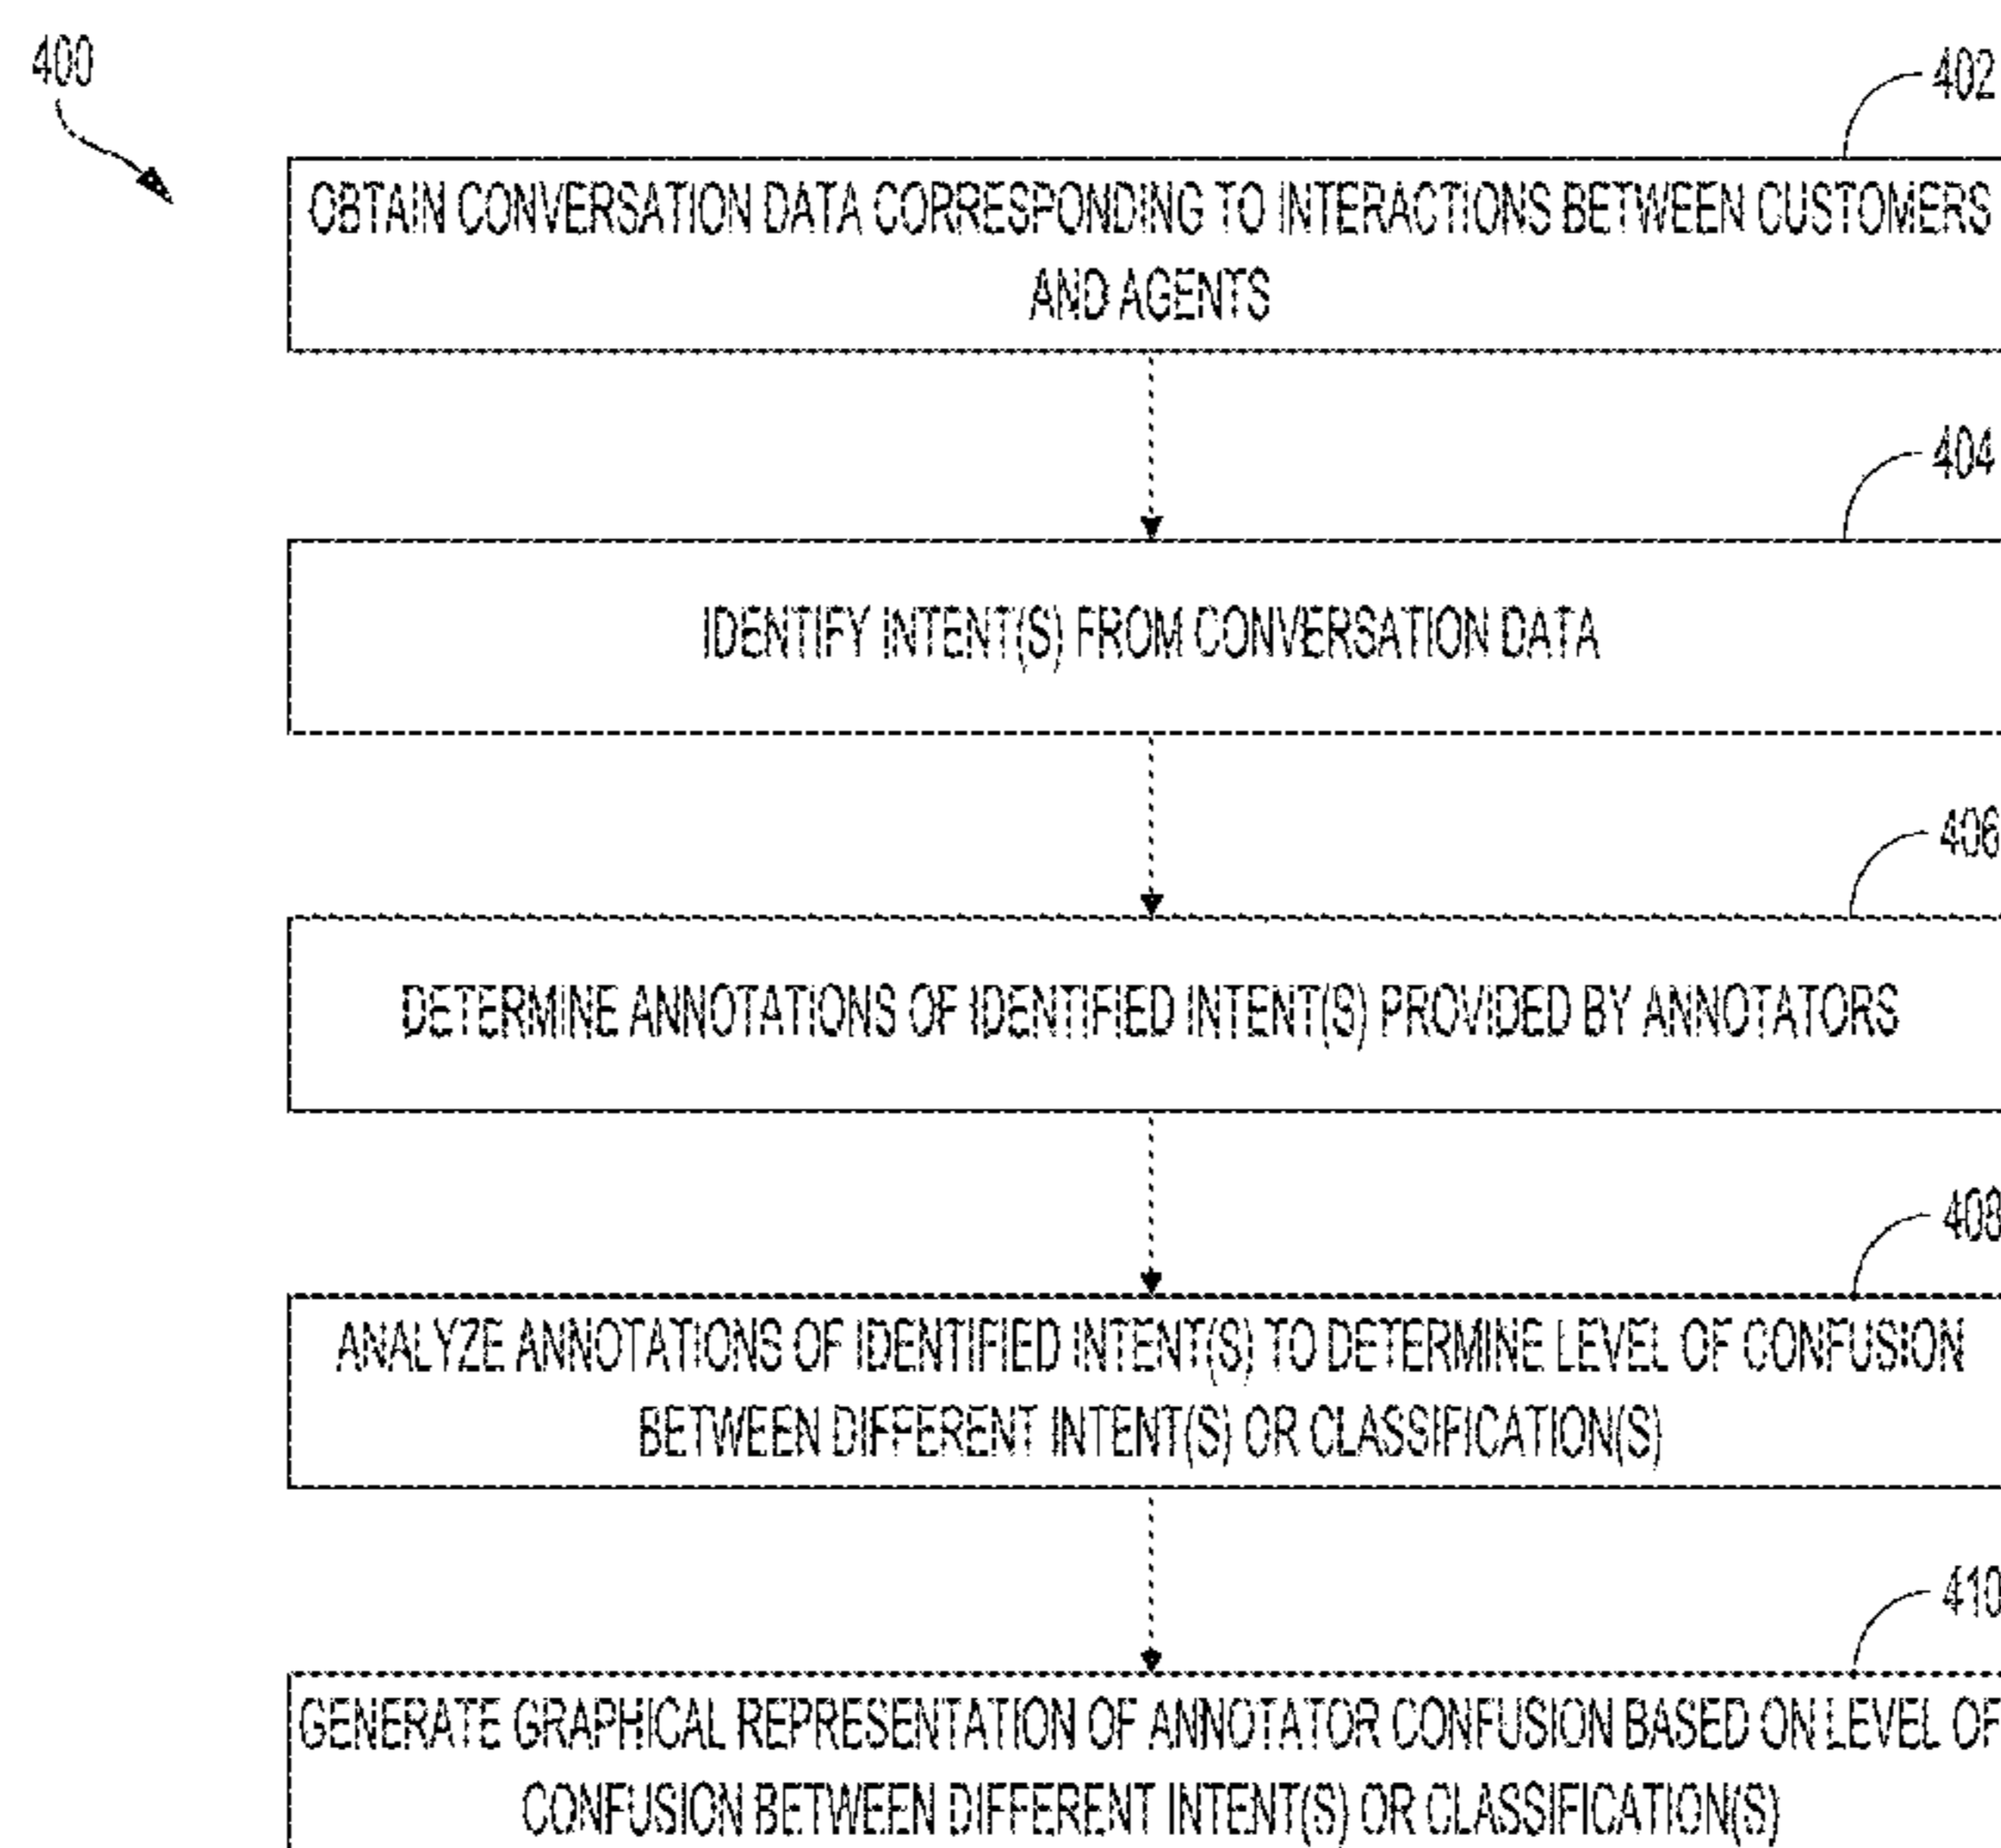 400
402
OBTAIN CONVERSATION DATA CORRESPONDING TO INTERACTIONS BETWEEN CUSTOMERS
AND AGENTS
404
IDENTIFY INTENT(S) FROM CONVERSATION DATA
406
DETERMINE ANNOTATIONS OF IDENTIFIED INTENT(S) PROVIDED BY ANNOTATORS
408
ANALYZE ANNOTATIONS OF IDENTIFIED INTENT(S) TO DETERMINE LEVEL OF CONFUSION
BETWEEN DIFFERENT INTENT(S) OR CLASSIFICATION(S)
410
GENERATE GRAPHICAL REPRESENTATION OF ANNOTATOR CONFUSION BASED ON LEVEL OF
CONFUSION BETWEEN DIFFERENT INTENT(S) OR CLASSIFICATION(S)